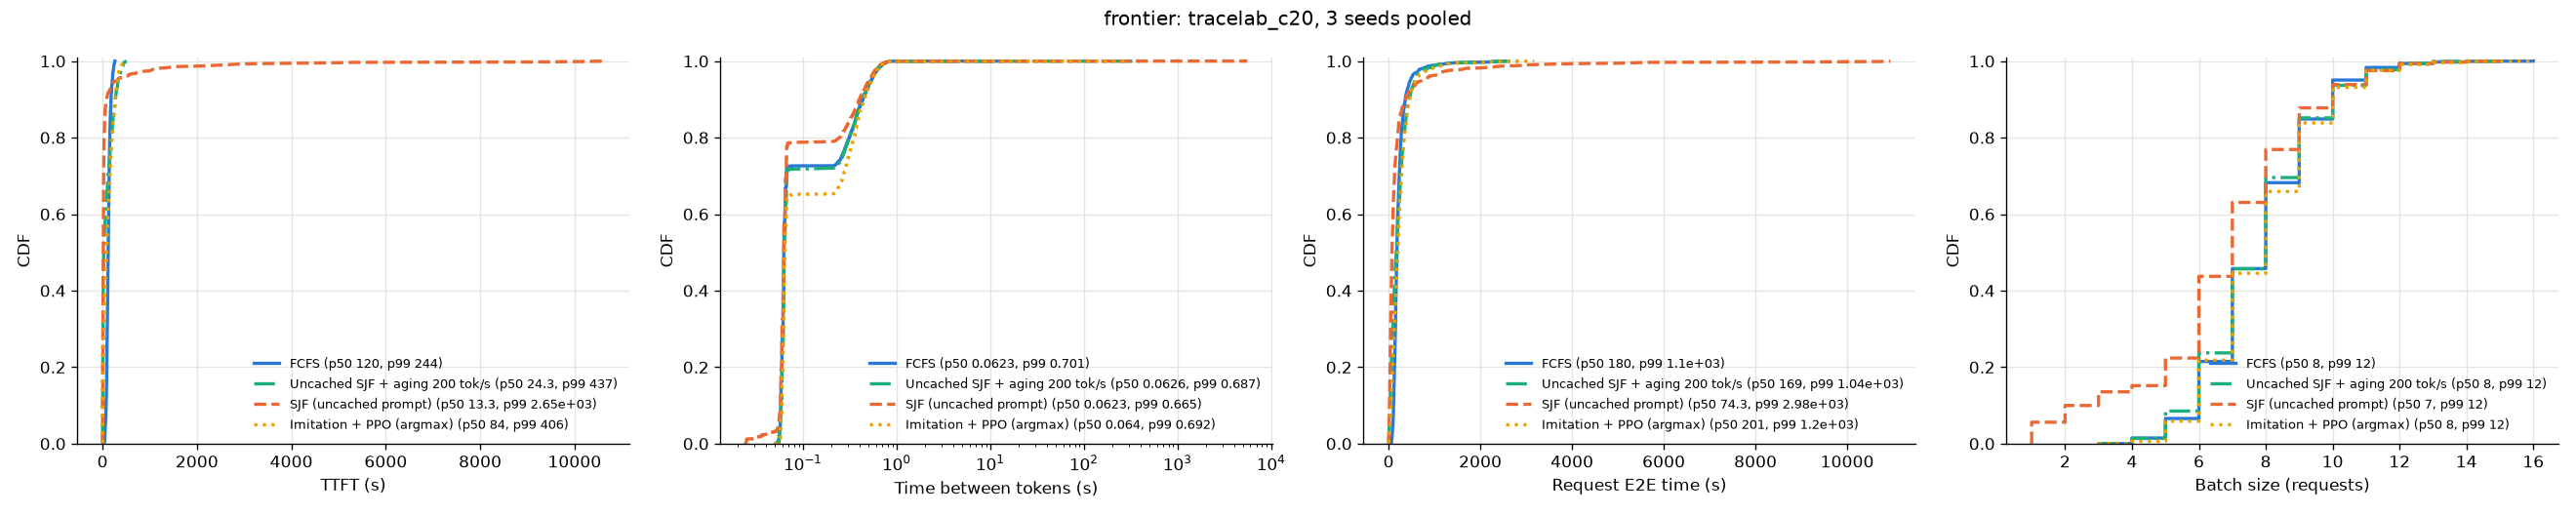 frontier: tracelab_c20, 3 seeds pooled
CDF
1.0
0.8
0.6
0.4
0.2
0.0
0
2000
4000
6000
8000
10000
TTFT (s)
FCFS (p50 120, p99 244)
Uncached SJF + aging 200 tok/s (p50 24.3, p99 437)
SJF (uncached prompt) (p50 13.3, p99 2.65e+03)
Imitation + PPO (argmax) (p50 84, p99 406)
CDF
1.0
0.8
0.6
0.4
0.2
0.0
10⁻¹
10⁰
10¹
10²
10³
10⁴
Time between tokens (s)
FCFS (p50 0.0623, p99 0.701)
Uncached SJF + aging 200 tok/s (p50 0.0626, p99 0.687)
SJF (uncached prompt) (p50 0.0623, p99 0.665)
Imitation + PPO (argmax) (p50 0.064, p99 0.692)
CDF
1.0
0.8
0.6
0.4
0.2
0.0
0
2000
4000
6000
8000
10000
Request E2E time (s)
FCFS (p50 180, p99 1.1e+03)
Uncached SJF + aging 200 tok/s (p50 169, p99 1.04e+03)
SJF (uncached prompt) (p50 74.3, p99 2.98e+03)
Imitation + PPO (argmax) (p50 201, p99 1.2e+03)
CDF
1.0
0.8
0.6
0.4
0.2
0.0
2
4
6
8
10
12
14
16
Batch size (requests)
FCFS (p50 8, p99 12)
Uncached SJF + aging 200 tok/s (p50 8, p99 12)
SJF (uncached prompt) (p50 7, p99 12)
Imitation + PPO (argmax) (p50 8, p99 12)